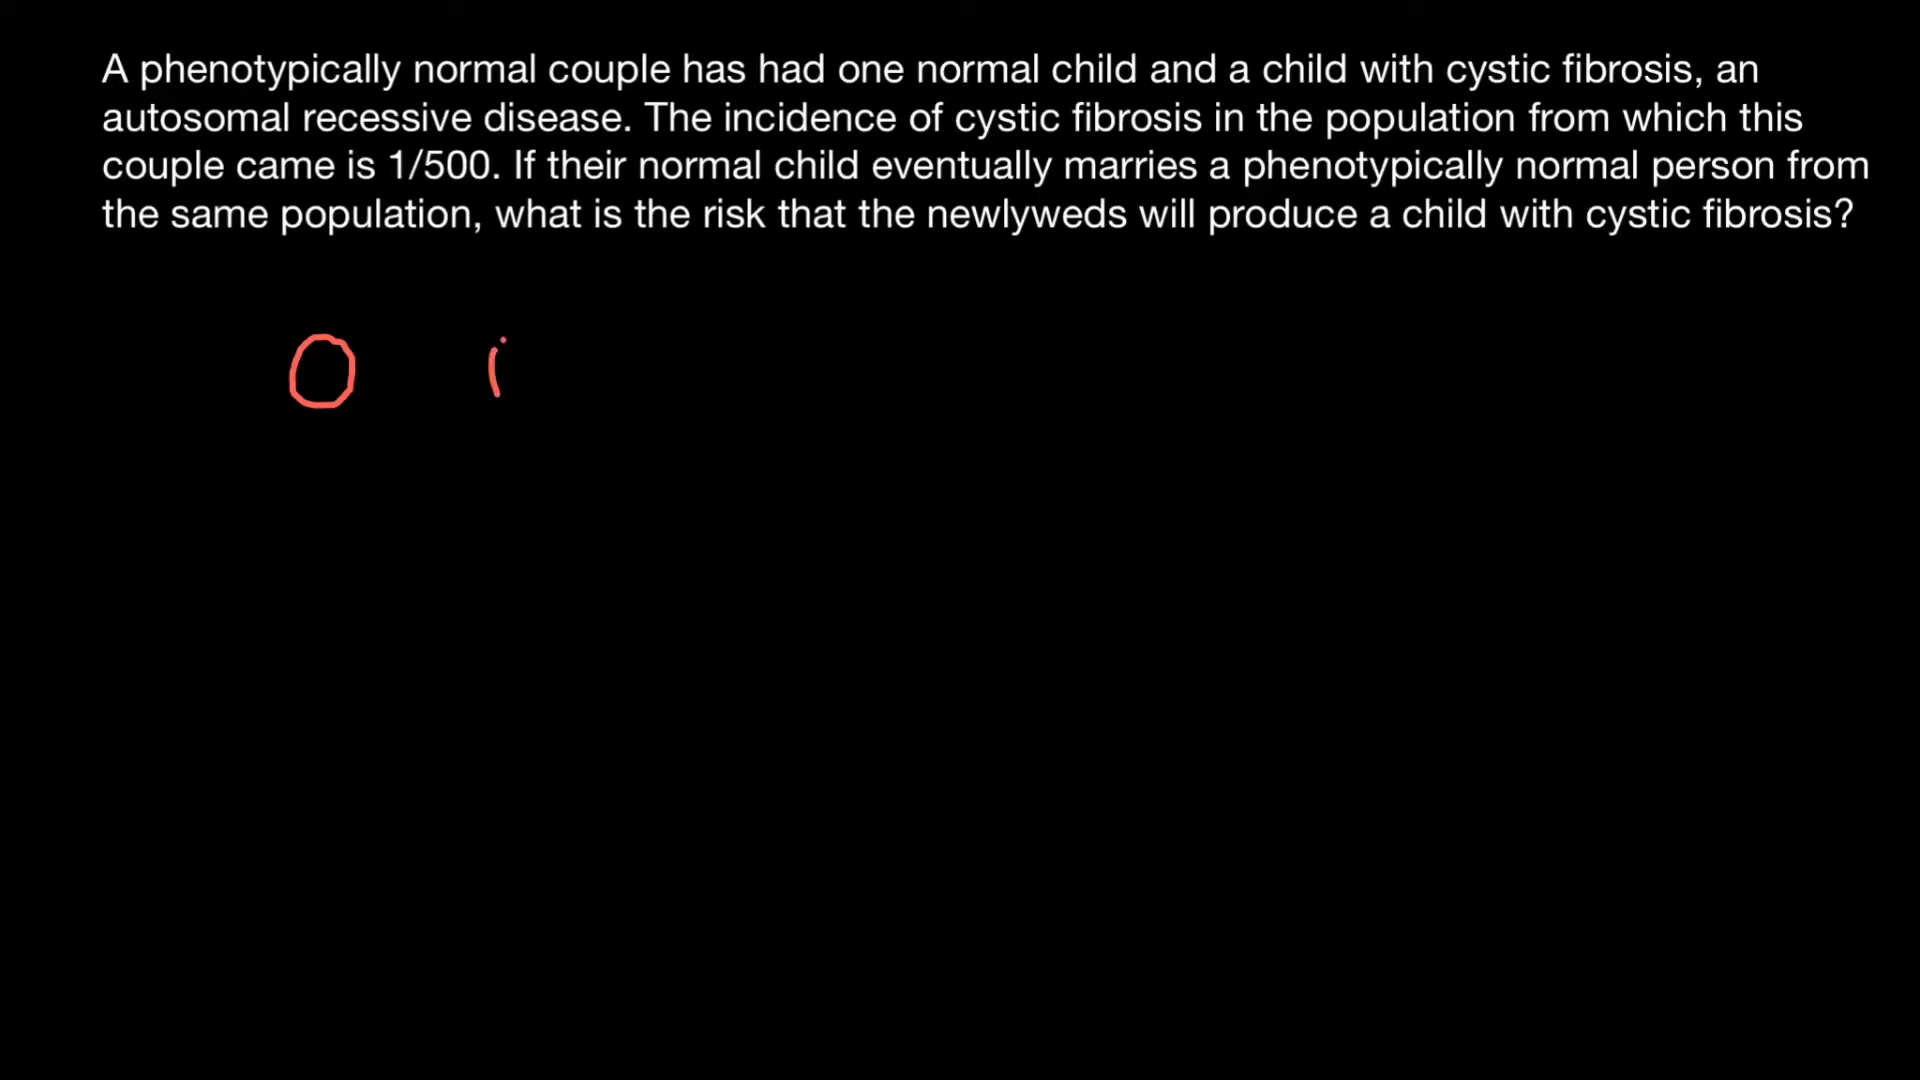 A phenotypically normal couple has had one normal child and a child with cystic fibrosis, an
autosomal recessive disease. The incidence of cystic fibrosis in the population from which this
couple came is 1/500. If their normal child eventually marries a phenotypically normal person from
the same population, what is the risk that the newlyweds will produce a child with cystic fibrosis?